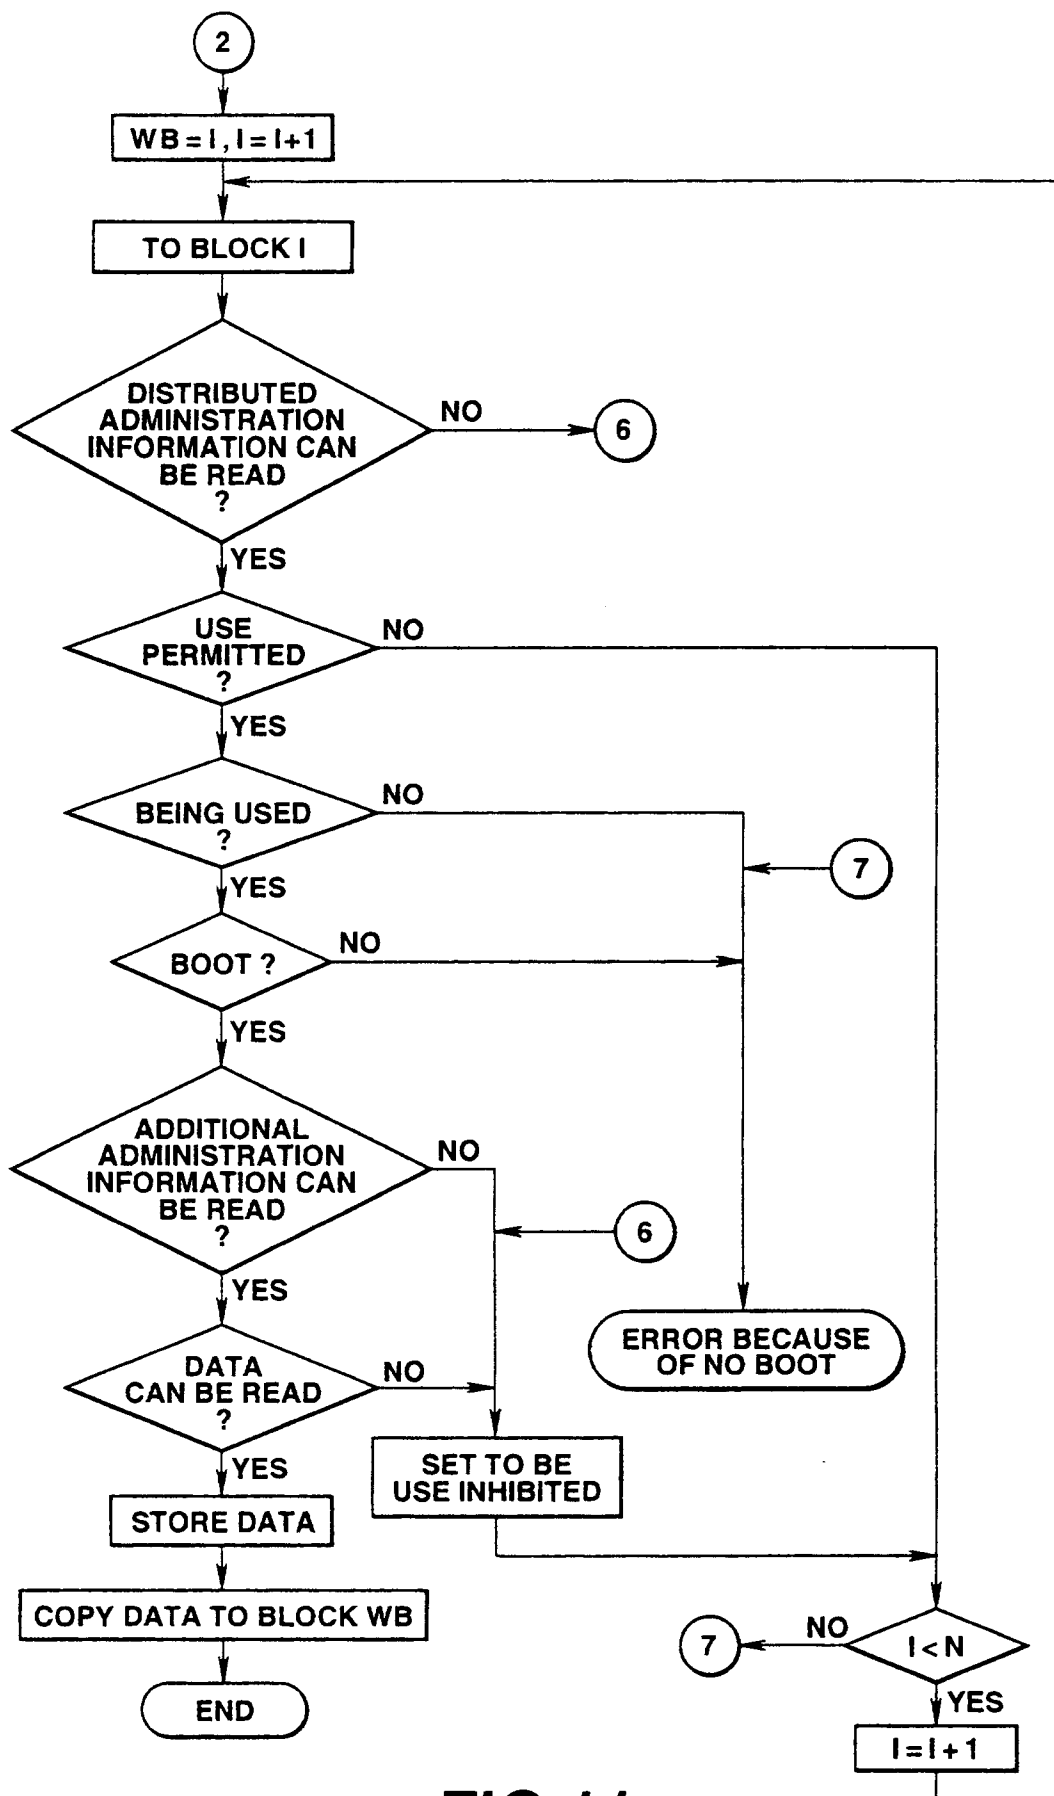 2
WB=I, I=I+1
TO BLOCK I
DISTRIBUTED
ADMINISTRATION
INFORMATION CAN
BE READ
?
NO
6
YES
USE
PERMITTED
?
NO
YES
BEING USED
?
NO
7
YES
BOOT ?
NO
YES
ADDITIONAL
ADMINISTRATION
INFORMATION CAN
BE READ
?
NO
6
YES
ERROR BECAUSE
OF NO BOOT
DATA
CAN BE READ
?
NO
YES
SET TO BE
USE INHIBITED
STORE DATA
COPY DATA TO BLOCK WB
END
7
NO
I<N
YES
I=I+1